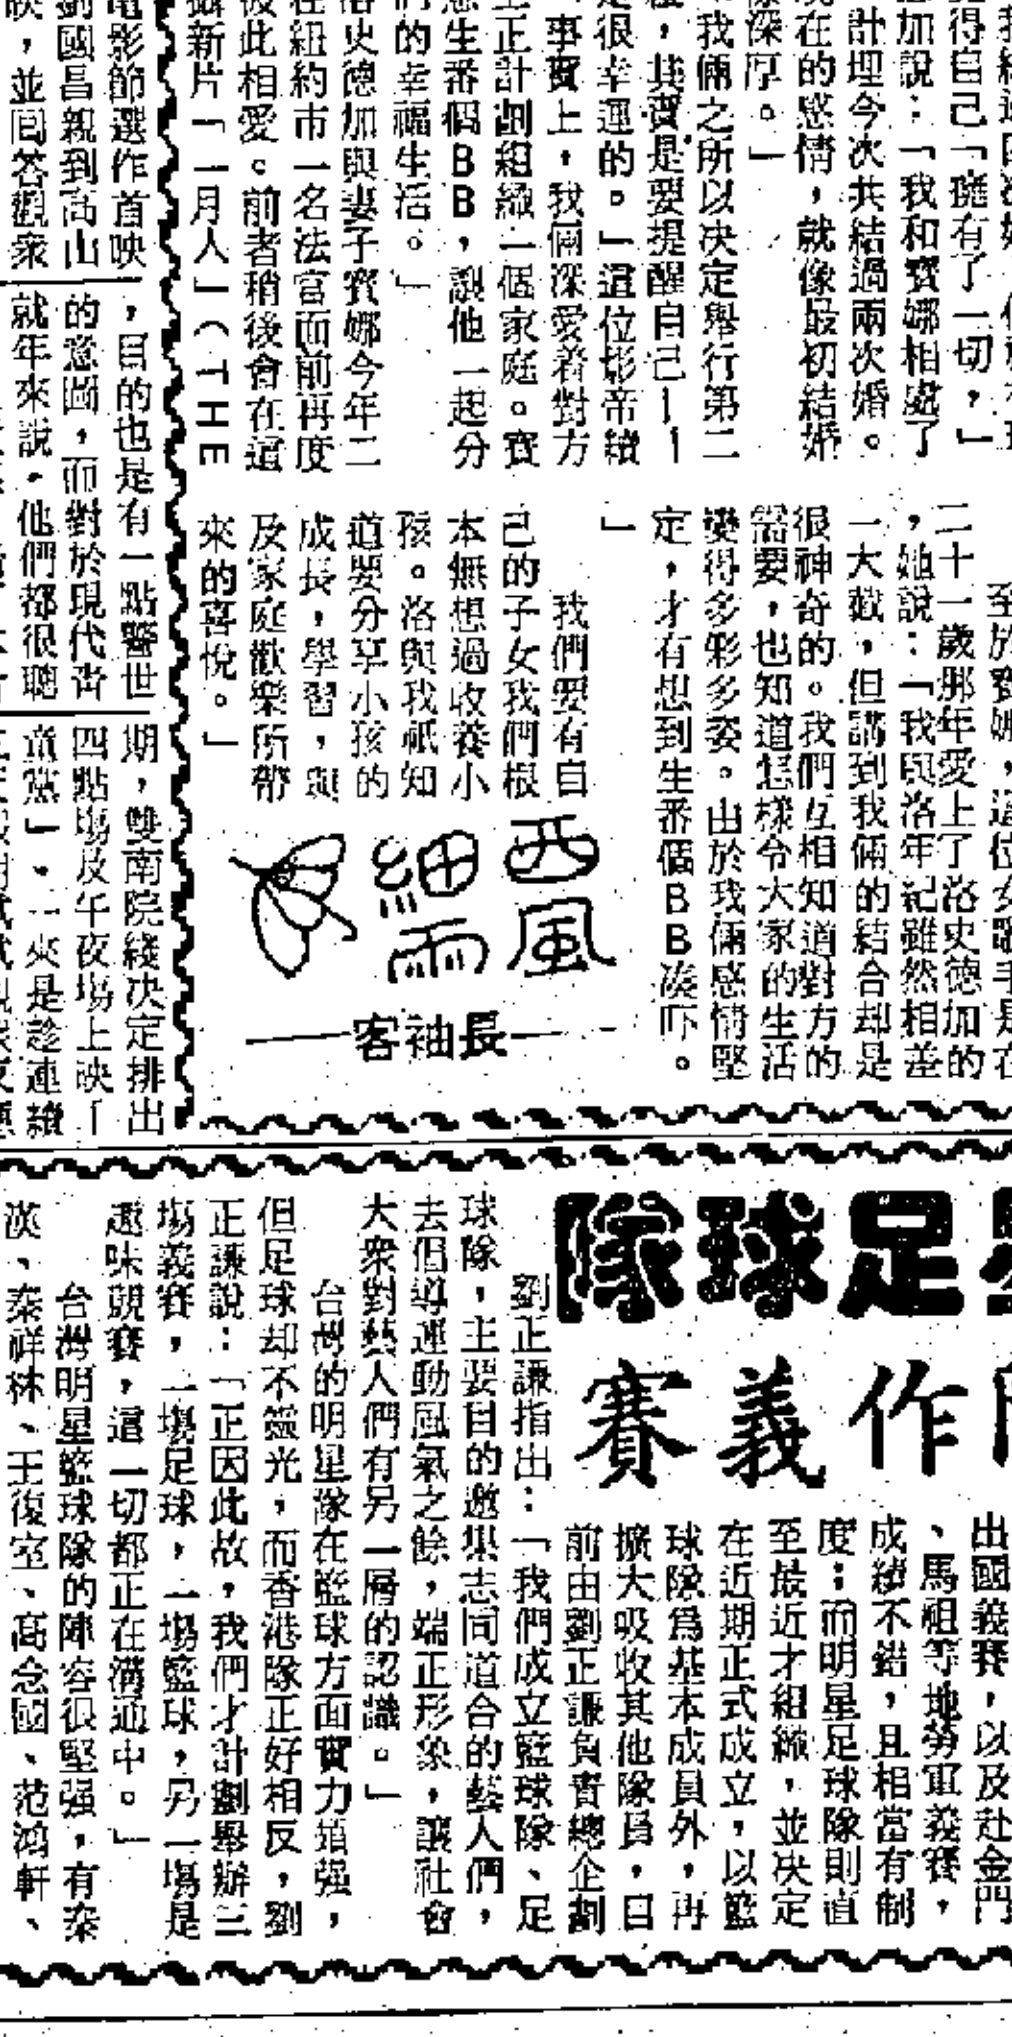 覺得自己「擁有了一切，」
加說：「我和賓娜相處了
計埋今次共結過兩次婚。
在的感情，就像最初結婚
深厚。」
我倆之所以決定舉行第二
，其實是要提醒自己——
很幸運的。」這位影帝續
事實上，我倆深愛着對方
正計劃組織一個家庭。賓
生番個BB，讓他一起分
的幸福生活。」
洛史德加與妻子賓娜今年二
在紐約市一名法官面前再度
彼此相愛。前者稍後會在這
攝新片「一月人」（THE
至於賓娜，這位女歌手是在
二十一歲那年愛上了洛史德加的
，她說：「我與洛年紀雖然相差
一大截，但講到我倆的結合却是
很神奇的。我們互相知道對方的
需要，也知道怎樣令大家的生活
變得多彩多姿。由於我倆感情堅
定，才有想到生番個BB湊吓。
」
我們要有自
己的子女我們根
本無想過收養小
孩。洛與我祇知
道要分享小孩的
成長，學習，與
及家庭歡樂所帶
來的喜悅。」
西風
細雨
長袖客
電影節選作首映
劉國昌親到高山
映，並回答觀衆
，目的也是有一點警世
的意圖，而對於現代靑
就年來說，他們都很聰
期，雙南院綫決定排出
四點場及午夜場上映「
童黨」，一來是趁連續
足球隊
作義賽
出國義賽，以及赴金門
、馬祖等地勞軍義賽，
成績不錯，且相當有制
度；而明星足球隊則直
至最近才組織，並決定
在近期正式成立，以籃
球隊爲基本成員外，再
擴大吸收其他隊員，目
前由劉正謙負責總企劃
劉正謙指出：「我們成立籃球隊、足
球隊，主要目的邀集志同道合的藝人們，
去倡導運動風氣之餘，端正形象，讓社會
大衆對藝人們有另一層的認識。」
台灣的明星隊在籃球方面實力頗强，
但足球却不靈光，而香港隊正好相反，劉
正謙說：「正因此故，我們才計劃舉辦三
場義賽，一場足球，一場籃球，另一場是
趣味競賽，這一切都正在溝通中。」
台灣明星籃球隊的陣容很堅强，有秦
漢、秦祥林、王復室、高念國、范鴻軒、